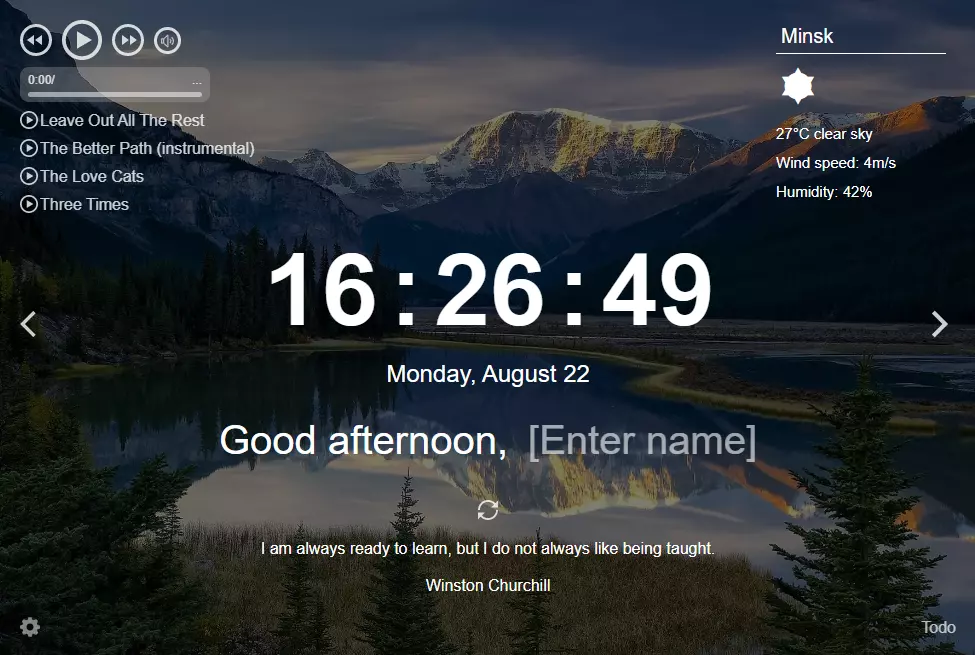 0:00/ ...
Leave Out All The Rest
The Better Path (instrumental)
The Love Cats
Three Times
Minsk
27°C clear sky
Wind speed: 4m/s
Humidity: 42%
16:26:49
Monday, August 22
Good afternoon, [Enter name]
I am always ready to learn, but I do not always like being taught.
Winston Churchill
Todo